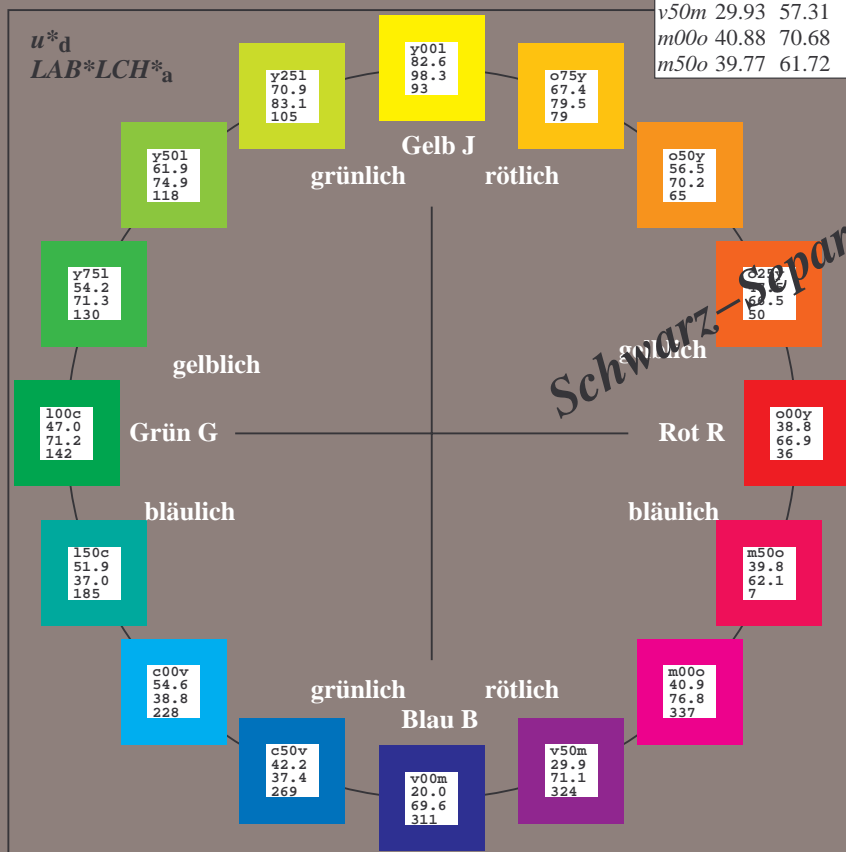 v50m 29.93 57.31
m00o 40.88 70.68
m50o 39.77 61.72
u*d
LAB*LCH*a
y00l
82.6
98.3
93
y25l
70.9
83.1
105
o75y
67.4
79.5
79
Gelb J
grünlich rötlich
y50l
61.9
74.9
118
o50y
56.5
70.2
65
y75l
54.2
71.3
130
o25y
66.5
50
Schwarz–Separ
gelblich
gelblich
l00c
47.0
71.2
142
Grün G
Rot R
o00y
38.8
66.9
36
bläulich
bläulich
l50c
51.9
37.0
185
m50o
39.8
62.1
7
c00v
54.6
38.8
228
m00o
40.9
76.8
337
grünlich rötlich
Blau B
c50v
42.2
37.4
269
v00m
20.0
69.6
311
v50m
29.9
71.1
324